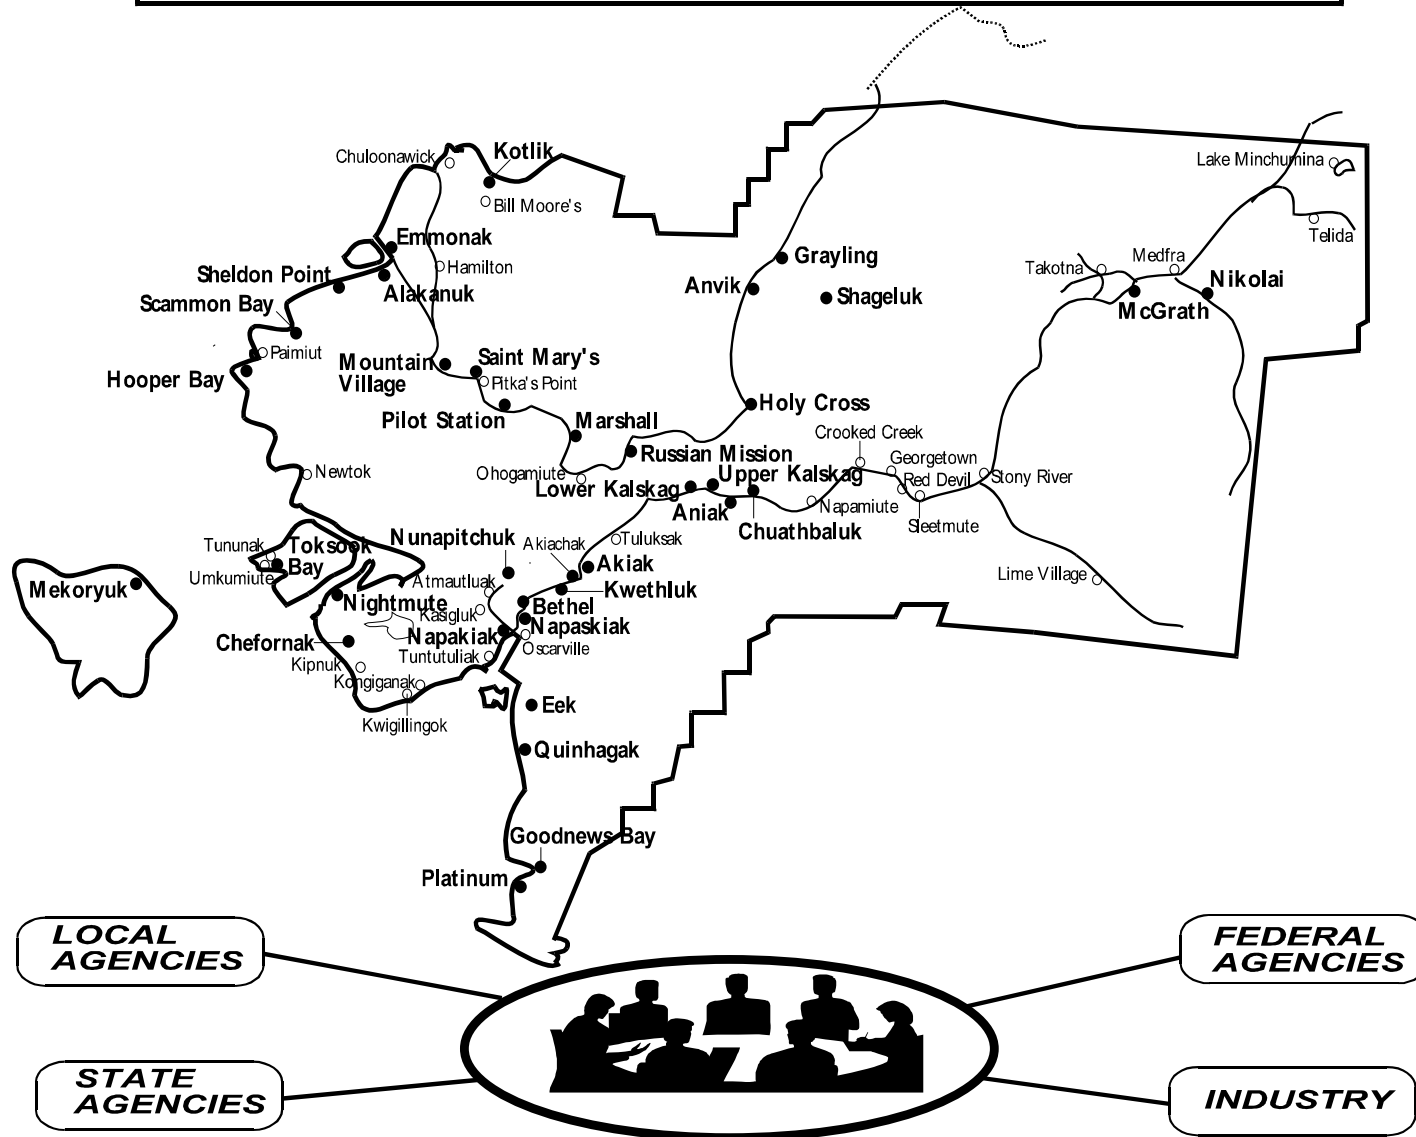 Kotlik
Chuloonawick
Lake Minchumina
Bill Moore's
Emmonak
Telida
Hamilton
Grayling
Medfra
Takotna
Sheldon Point
Nikolai
Anvik
Alakanuk
Shageluk
Scammon Bay
McGrath
Paimiut
Saint Mary's
Mountain
Village
Hooper Bay
Pitka's Point
Holy Cross
Pilot Station
Marshall
Crooked Creek
Russian Mission
Georgetown
Newtok
Ohogamiute
Upper Kalskag
Red Devil
Stony River
Lower Kalskag
Napamiute
Aniak
Sleetmute
Chuathbaluk
Nunapitchuk
Tuluksak
Akiachak
Tununak
Toksook
Bay
Akiak
Lime Village
Umkumiute
Atmautluak
Mekoryuk
Kwethluk
Nightmute
Bethel
Kasigluk
Napaskiak
Napakiak
Chefornak
Oscarville
Tuntutuliak
Kipnuk
Kongiganak
Eek
Kwigillingok
Quinhagak
Goodnews Bay
Platinum
LOCAL
AGENCIES
FEDERAL
AGENCIES
STATE
AGENCIES
INDUSTRY